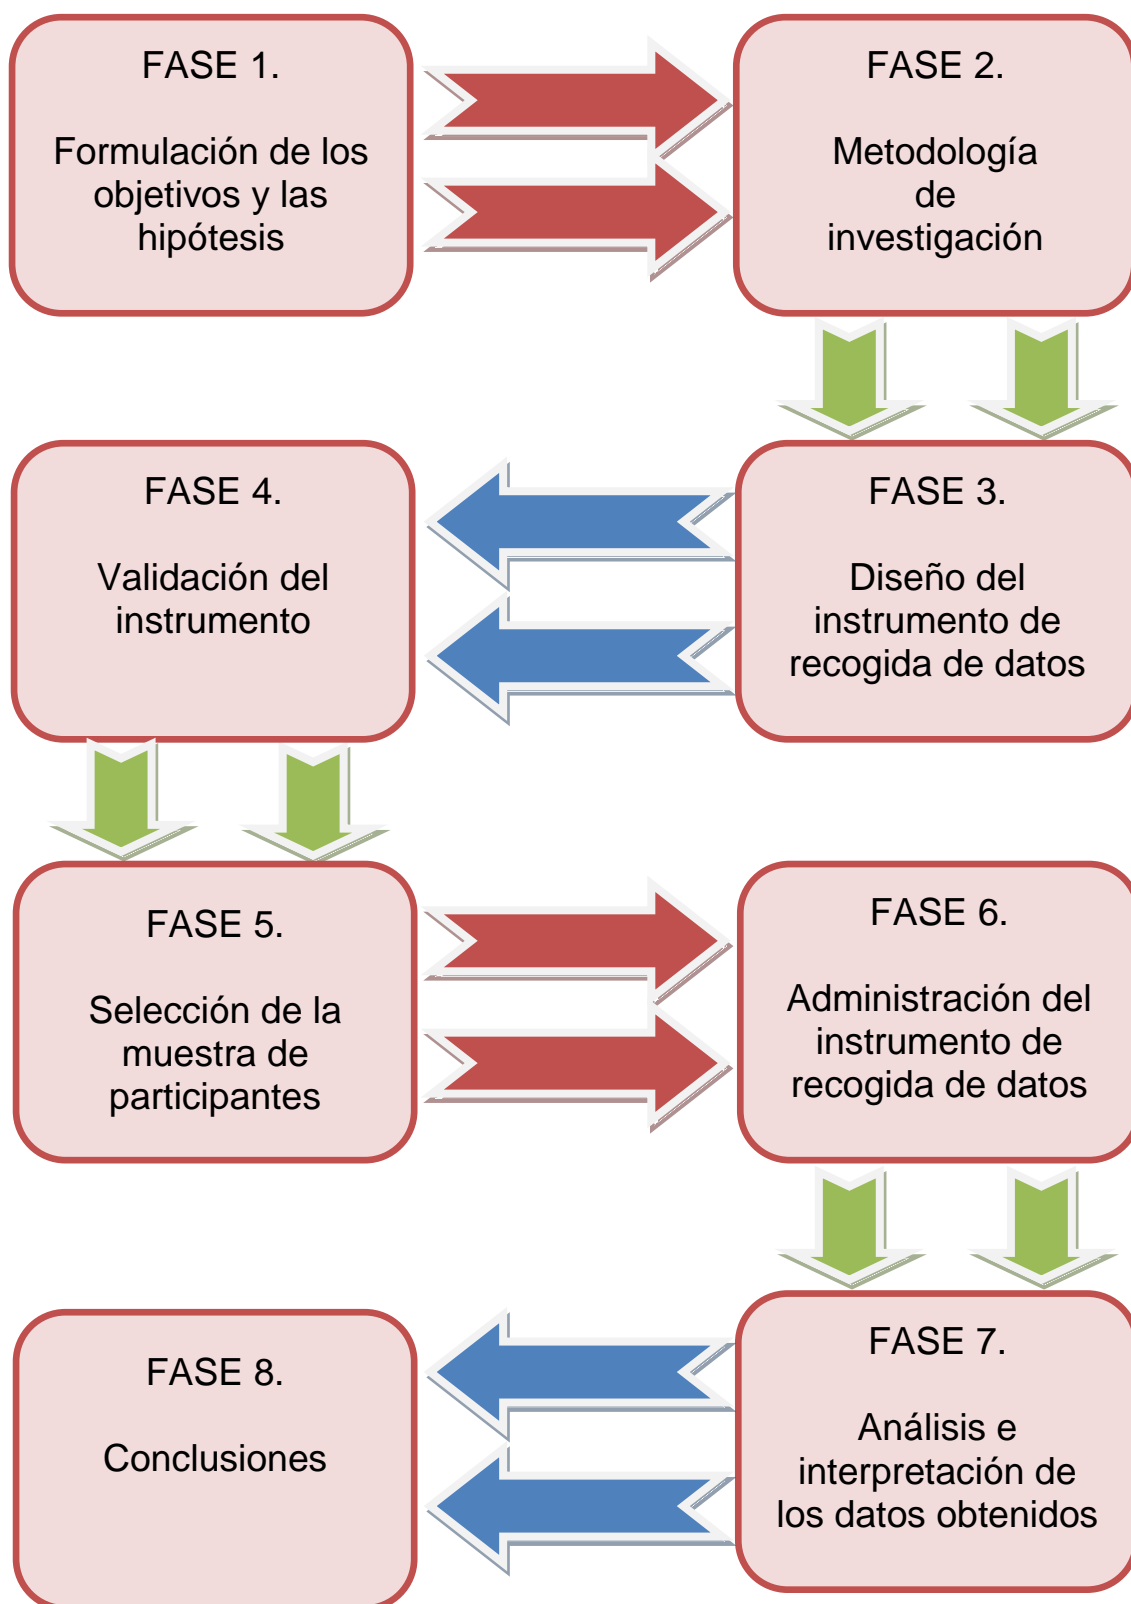 FASE 1.
Formulación de los
objetivos y las
hipótesis
FASE 2.
Metodología
de
investigación
FASE 3.
Diseño del
instrumento de
recogida de datos
FASE 4.
Validación del
instrumento
FASE 5.
Selección de la
muestra de
participantes
FASE 6.
Administración del
instrumento de
recogida de datos
FASE 7.
Análisis e
interpretación de
los datos obtenidos
FASE 8.
Conclusiones